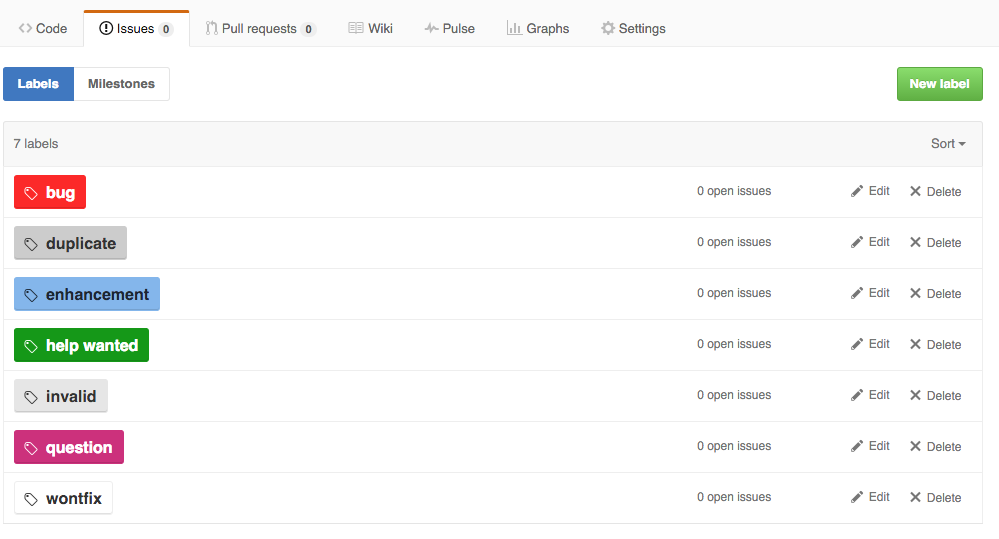 Code Issues 0 Pull requests 0 Wiki Pulse Graphs Settings
Labels Milestones New label
7 labels Sort
bug 0 open issues Edit Delete
duplicate 0 open issues Edit Delete
enhancement 0 open issues Edit Delete
help wanted 0 open issues Edit Delete
invalid 0 open issues Edit Delete
question 0 open issues Edit Delete
wontfix 0 open issues Edit Delete